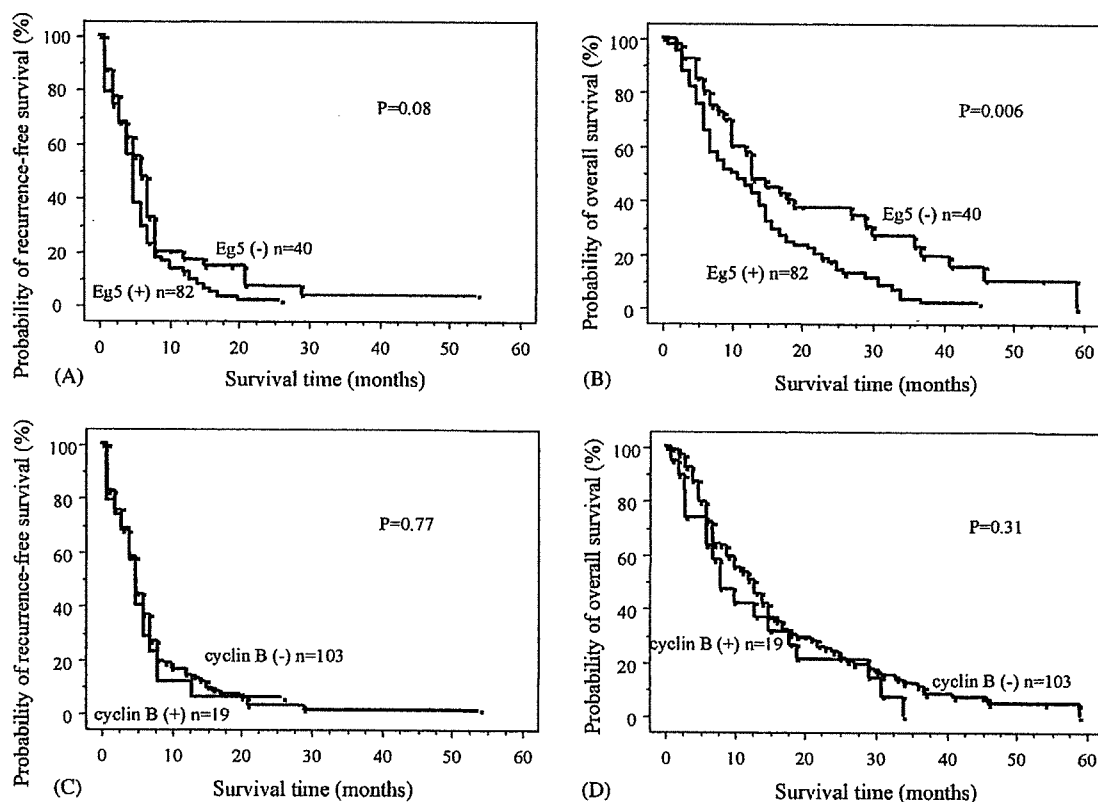 Probability of recurrence-free survival (%)
100
80
60
40
20
0
P=0.08
Eg5 (-) n=40
Eg5 (+) n=82
0 10 20 30 40 50 60
Survival time (months)
(A)
Probability of overall survival (%)
100
80
60
40
20
0
P=0.006
Eg5 (-) n=40
Eg5 (+) n=82
0 10 20 30 40 50 60
Survival time (months)
(B)
Probability of recurrence-free survival (%)
100
80
60
40
20
0
P=0.77
cyclin B (-) n=103
cyclin B (+) n=19
0 10 20 30 40 50 60
Survival time (months)
(C)
Probability of overall survival (%)
100
80
60
40
20
0
P=0.31
cyclin B (+) n=19
cyclin B (-) n=103
0 10 20 30 40 50 60
Survival time (months)
(D)